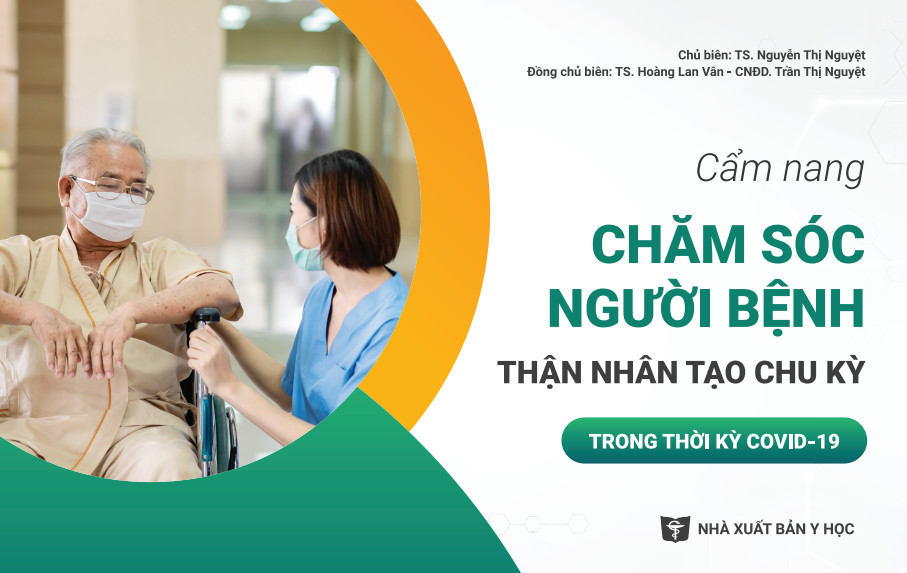 Chủ biên: TS. Nguyễn Thị Nguyệt
Đồng chủ biên: TS. Hoàng Lan Vân - CNĐD. Trần Thị Nguyệt
Cẩm nang
CHĂM SÓC
NGƯỜI BỆNH
THẬN NHÂN TẠO CHU KỲ
TRONG THỜI KỲ COVID-19
NHÀ XUẤT BẢN Y HỌC